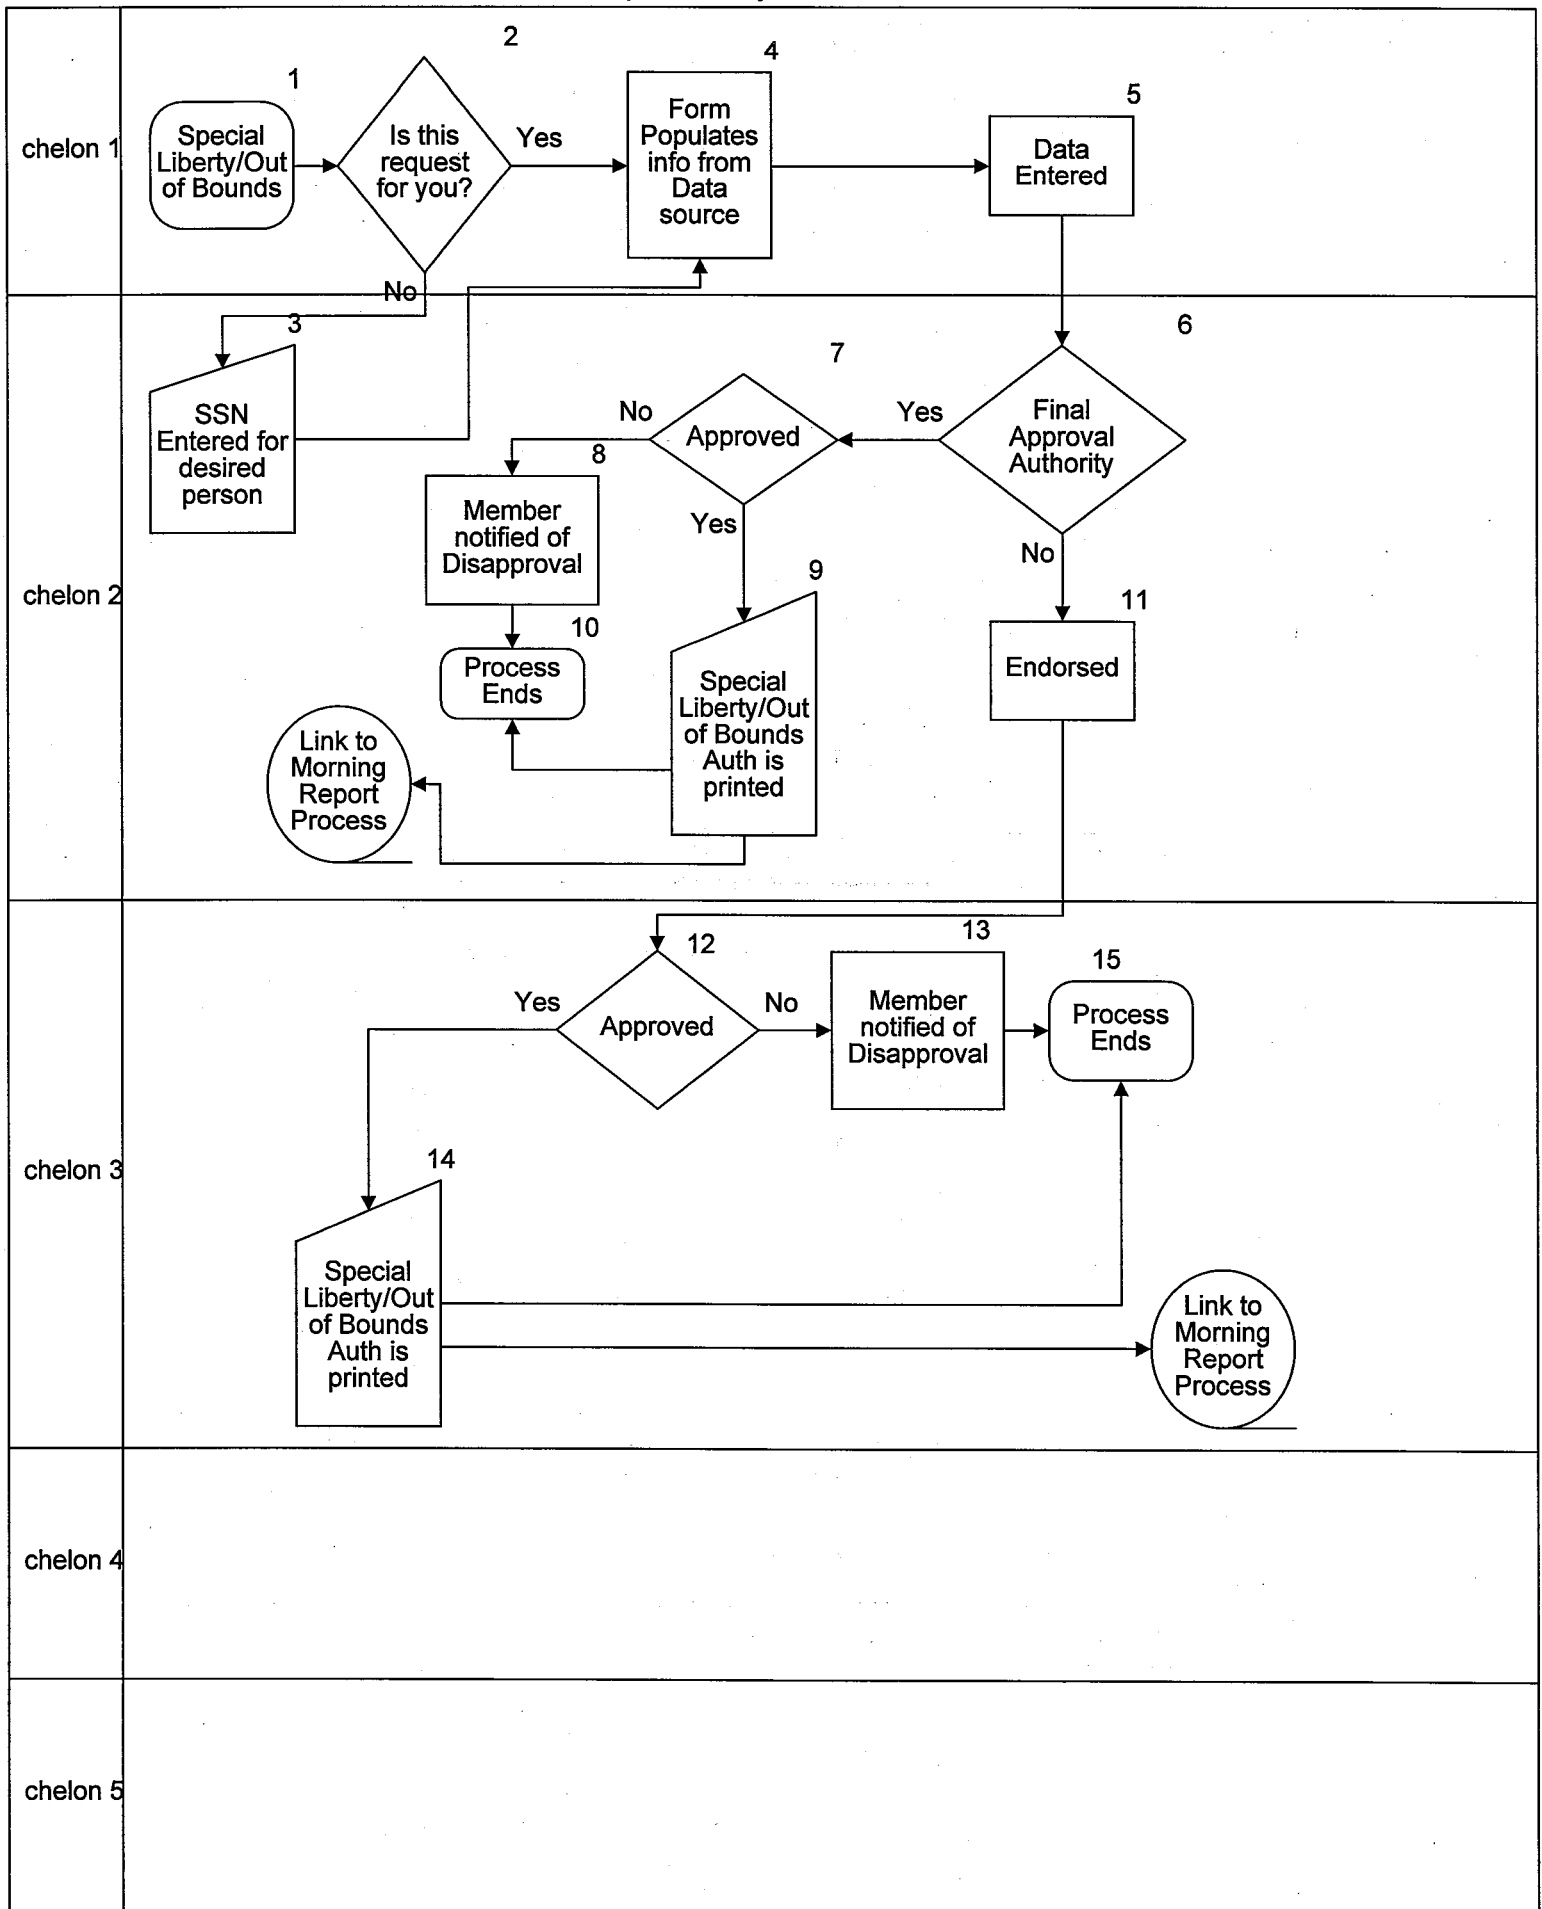 2
4
1
5
Special
Liberty/Out
of Bounds
Is this
request
for you?
Yes
Form
Populates
info from
Data
source
Data
Entered
chelon 1
No
3
6
7
SSN
Entered for
desired
person
No
Approved
Yes
Final
Approval
Authority
8
Member
notified of
Disapproval
Yes
No
9
11
chelon 2
10
Process
Ends
Special
Liberty/Out
of Bounds
Auth is
printed
Endorsed
Link to
Morning
Report
Process
12
13
15
Yes
Approved
No
Member
notified of
Disapproval
Process
Ends
chelon 3
14
Special
Liberty/Out
of Bounds
Auth is
printed
Link to
Morning
Report
Process
chelon 4
chelon 5